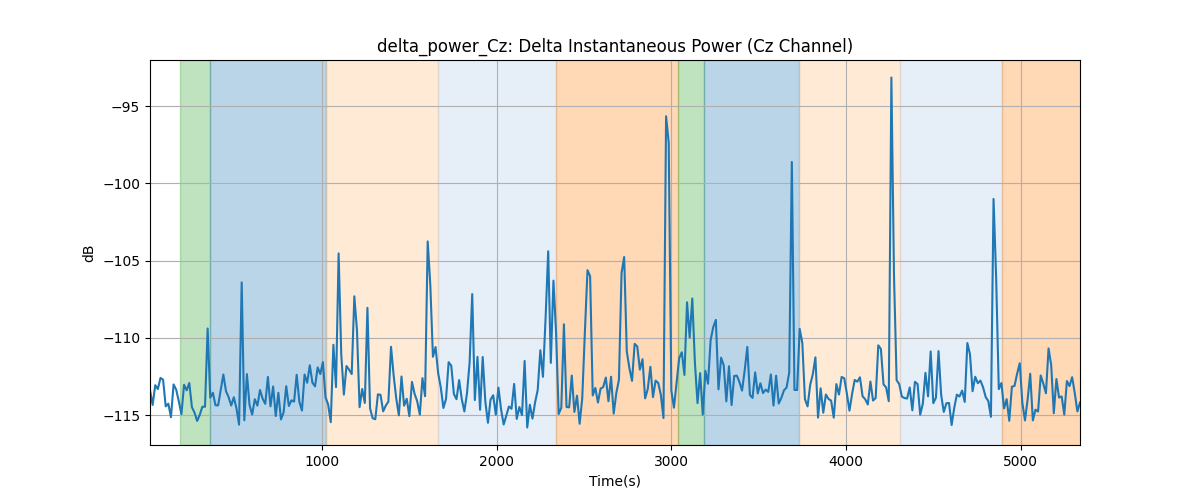 delta_power_Cz: Delta Instantaneous Power (Cz Channel)
−95
−100
−105
−110
−115
dB
1000 2000 3000 4000 5000
Time(s)